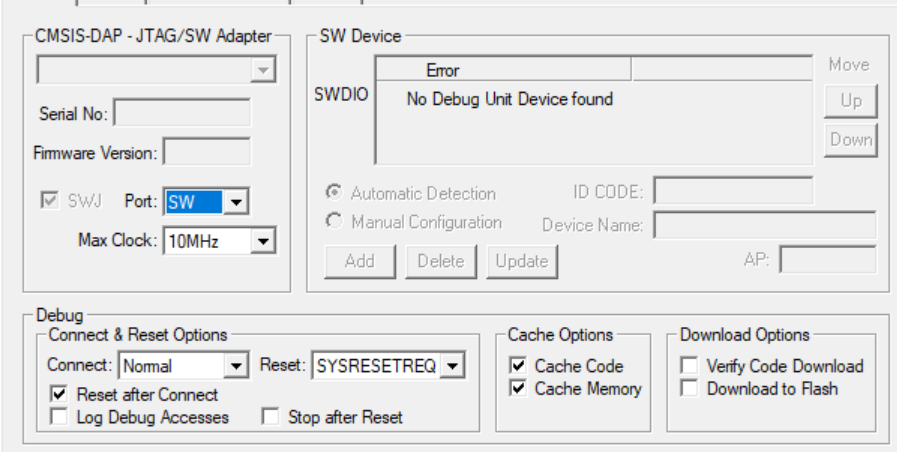 CMSIS-DAP - JTAG/SW Adapter
Serial No:
Firmware Version:
SWJ Port: SW
Max Clock: 10MHz
SW Device
Error
SWDIO No Debug Unit Device found
Move
Up
Down
Automatic Detection ID CODE:
Manual Configuration Device Name:
Add Delete Update AP:
Debug
Connect & Reset Options
Connect: Normal Reset: SYSRESETREQ
Reset after Connect
Log Debug Accesses Stop after Reset
Cache Options
Cache Code
Cache Memory
Download Options
Verify Code Download
Download to Flash